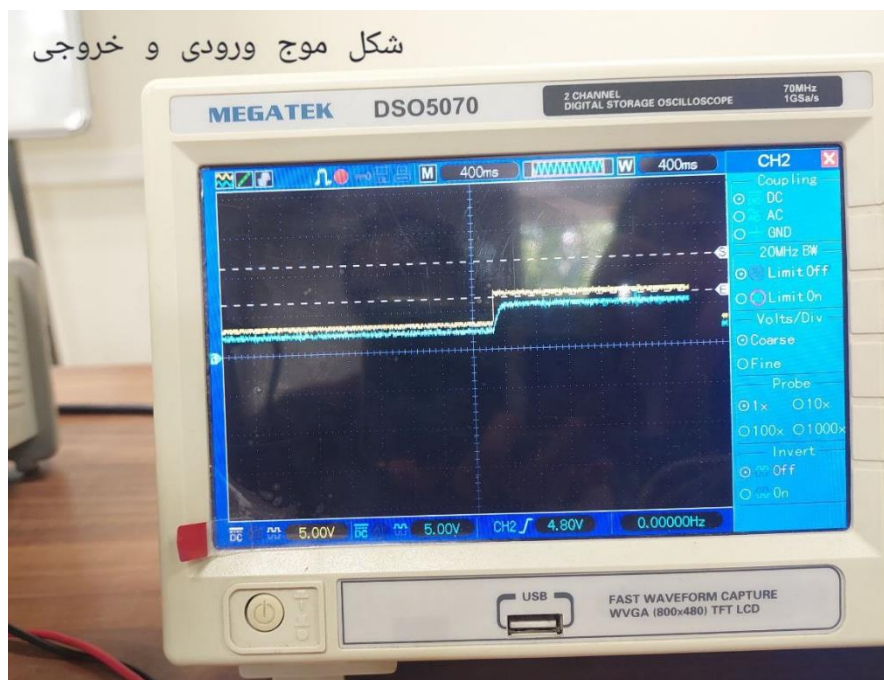 شکل موج ورودی و خروجی
MEGATEK DSO5070
2 CHANNEL
DIGITAL STORAGE OSCILLOSCOPE
70MHz
1GSa/s
M 400ms W 400ms
CH2
Coupling
DC
AC
GND
20MHz BW
Limit Off
Limit On
Volts/Div
Coarse
Fine
Probe
1x 10x
100x 1000x
Invert
Off
On
S
E
DC 5.00V DC 5.00V CH2 4.80V 0.00000Hz
USB
FAST WAVEFORM CAPTURE
WVGA (800x480) TFT LCD